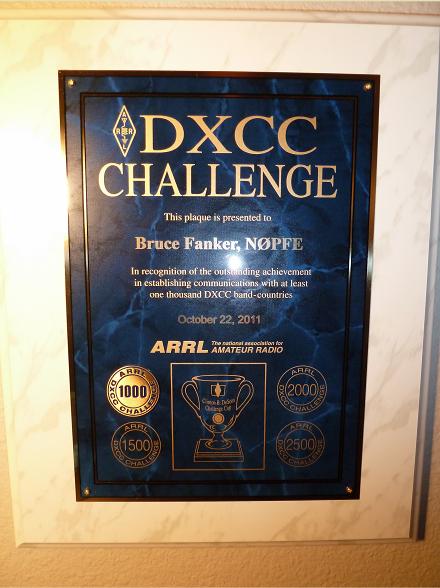 ARRL
DXCC
CHALLENGE
This plaque is presented to
Bruce Fanker, NØPFE
In recognition of the outstanding achievement
in establishing communications with at least
one thousand DXCC band-countries
October 22, 2011
ARRL The national association for
AMATEUR RADIO
ARRL
1000
DXCC CHALLENGE
ARRL
2000
DXCC CHALLENGE
Challenge Cup
ARRL
1500
DXCC CHALLENGE
ARRL
2500
DXCC CHALLENGE